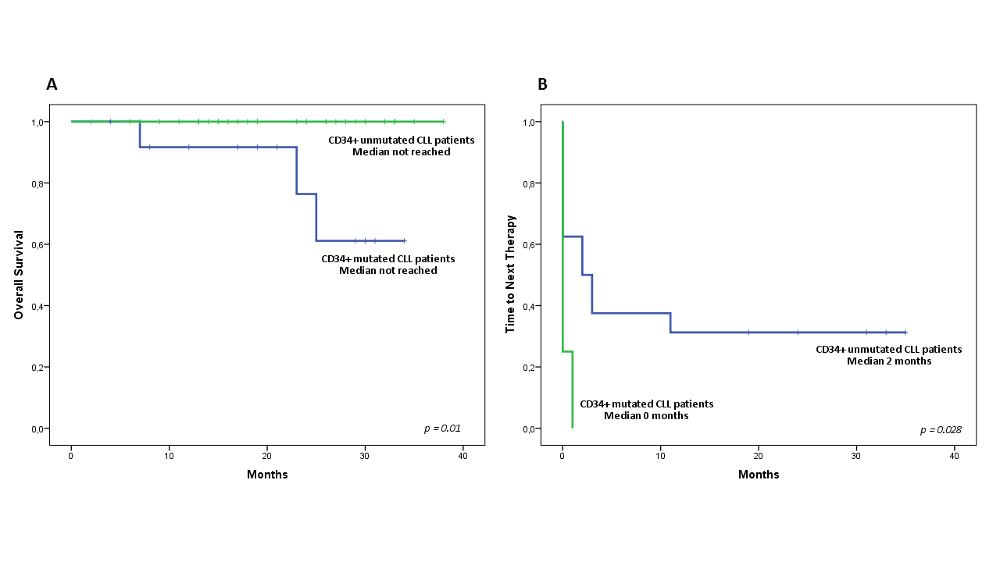 A
Overall Survival
1,0
0,8
0,6
0,4
0,2
0,0
CD34+ unmutated CLL patients
Median not reached
CD34+ mutated CLL patients
Median not reached
p = 0.01
0 10 20 30 40
Months
B
Time to Next Therapy
1,0
0,8
0,6
0,4
0,2
0,0
CD34+ unmutated CLL patients
Median 2 months
CD34+ mutated CLL patients
Median 0 months
p = 0.028
0 10 20 30 40
Months